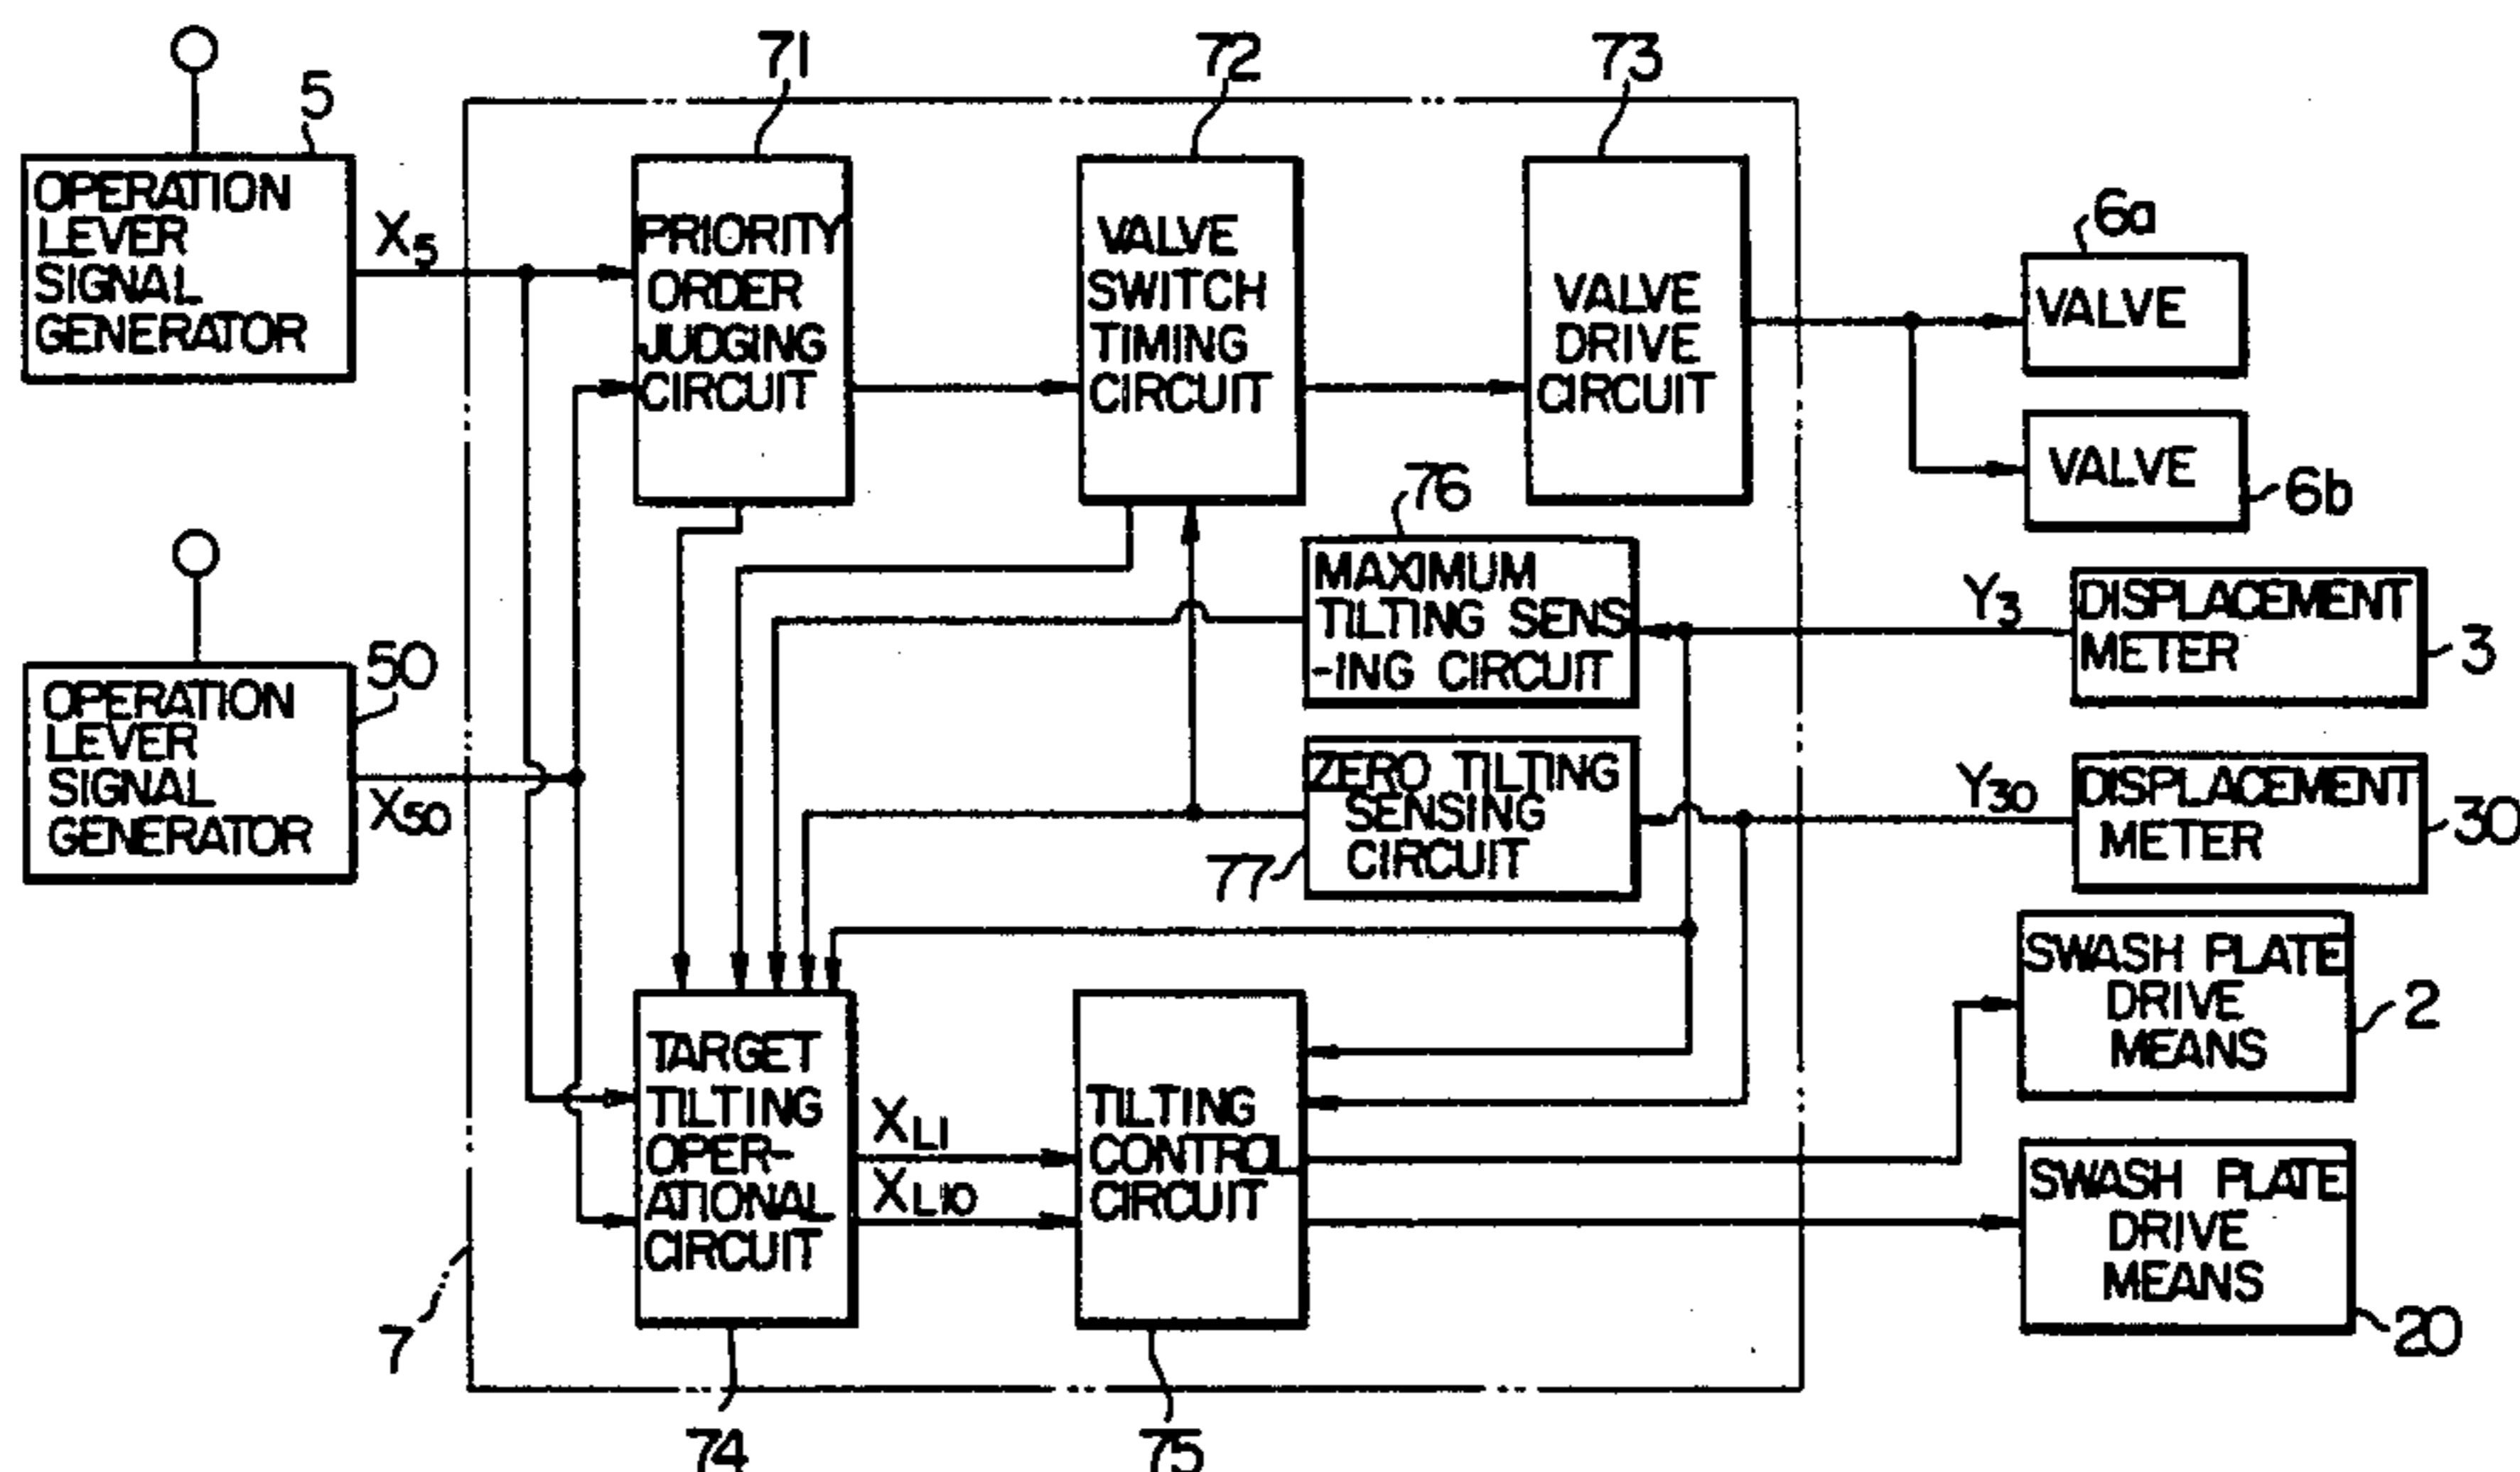 71
72
73
5
OPERATION
LEVER
SIGNAL
GENERATOR
X5
PRIORITY
ORDER
JUDGING
CIRCUIT
VALVE
SWITCH
TIMING
CIRCUIT
VALVE
DRIVE
CIRCUIT
6a
VALVE
VALVE
6b
76
MAXIMUM
TILTING SENS
-ING CIRCUIT
Y3
DISPLACEMENT
METER
3
50
OPERATION
LEVER
SIGNAL
GENERATOR
X50
ZERO TILTING
SENSING
CIRCUIT
77
Y30
DISPLACEMENT
METER
30
SWASH PLATE
DRIVE
MEANS
2
TARGET
TILTING
OPER-
ATIONAL
CIRCUIT
XL1
XL10
TILTING
CONTROL
CIRCUIT
SWASH PLATE
DRIVE
MEANS
20
7
74
75